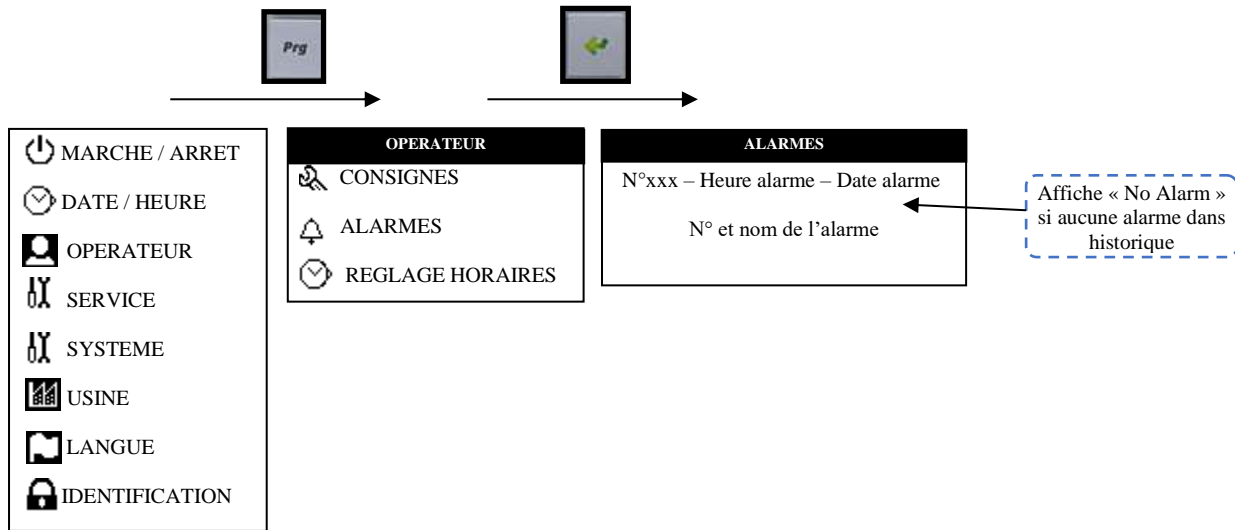 Prg
MARCHE / ARRET
DATE / HEURE
OPERATEUR
SERVICE
SYSTEME
USINE
LANGUE
IDENTIFICATION
OPERATEUR
CONSIGNES
ALARMES
REGLAGE HORAIRES
ALARMES
N°xxx – Heure alarme – Date alarme
N° et nom de l’alarme
Affiche « No Alarm »
si aucune alarme dans
historique